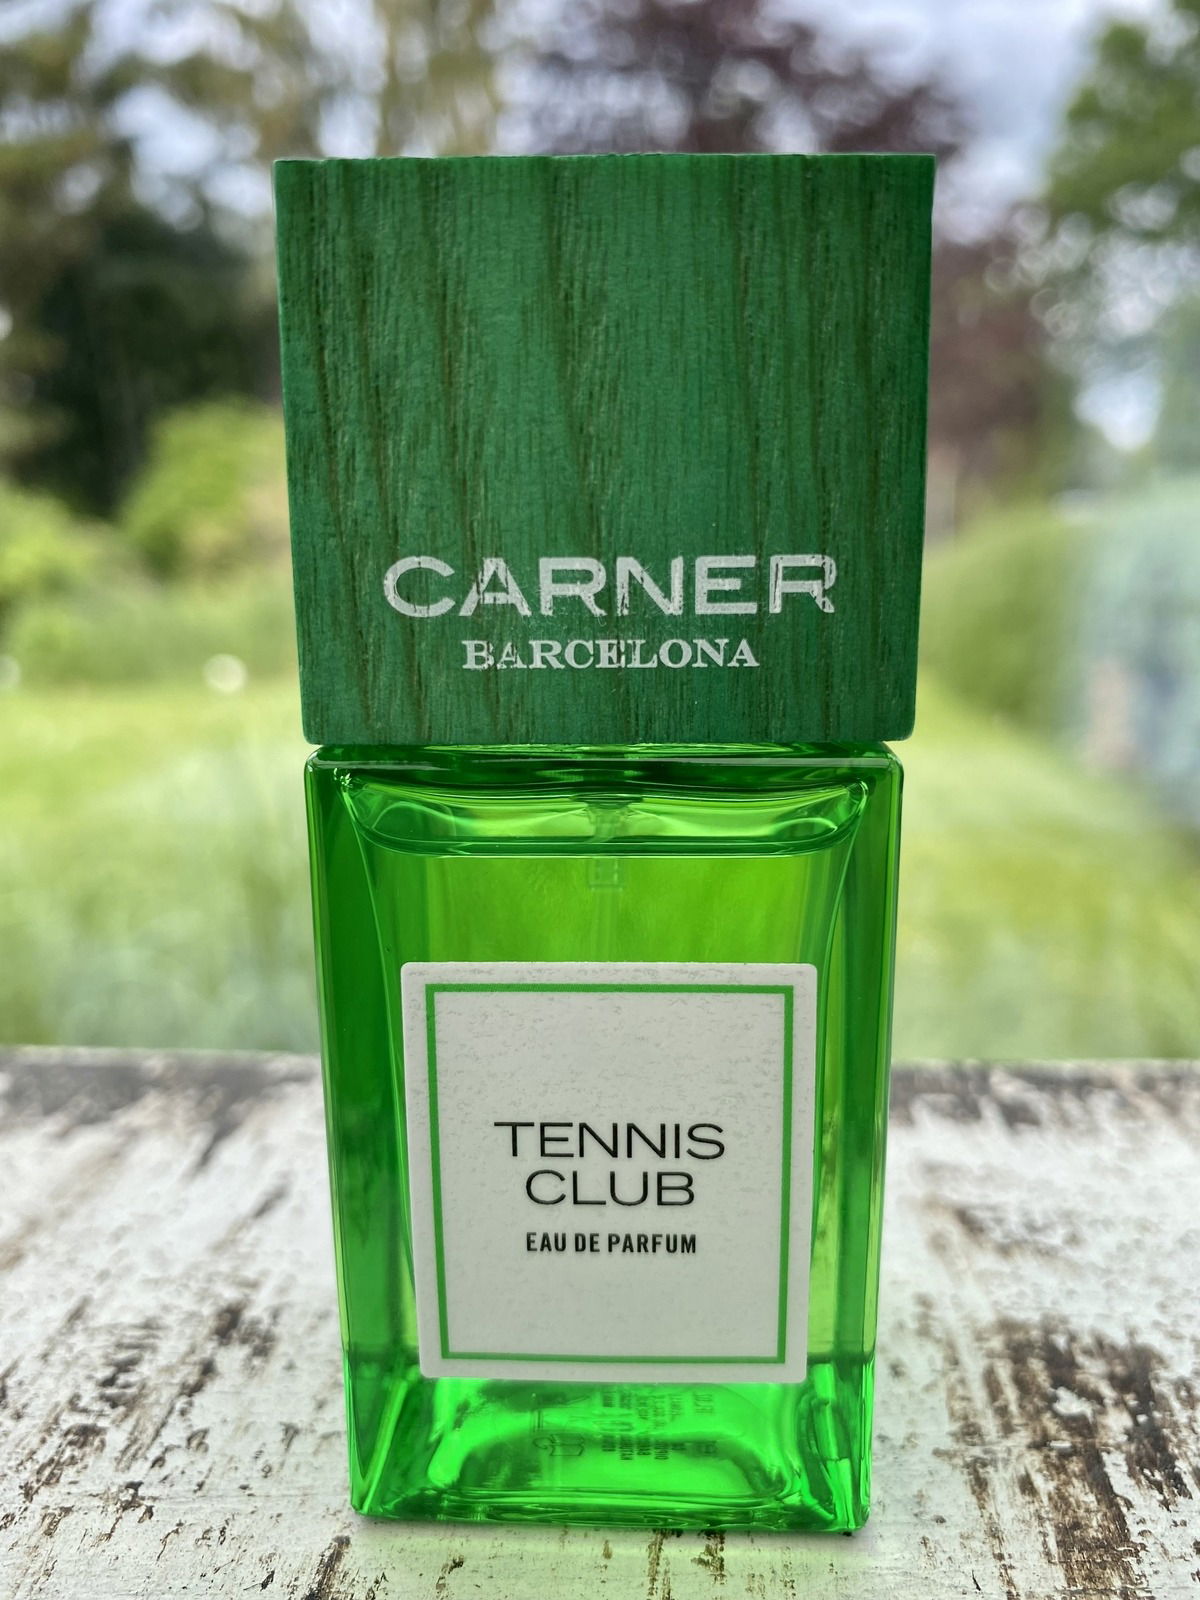 CARNER
BARCELONA
TENNIS
CLUB
EAU DE PARFUM